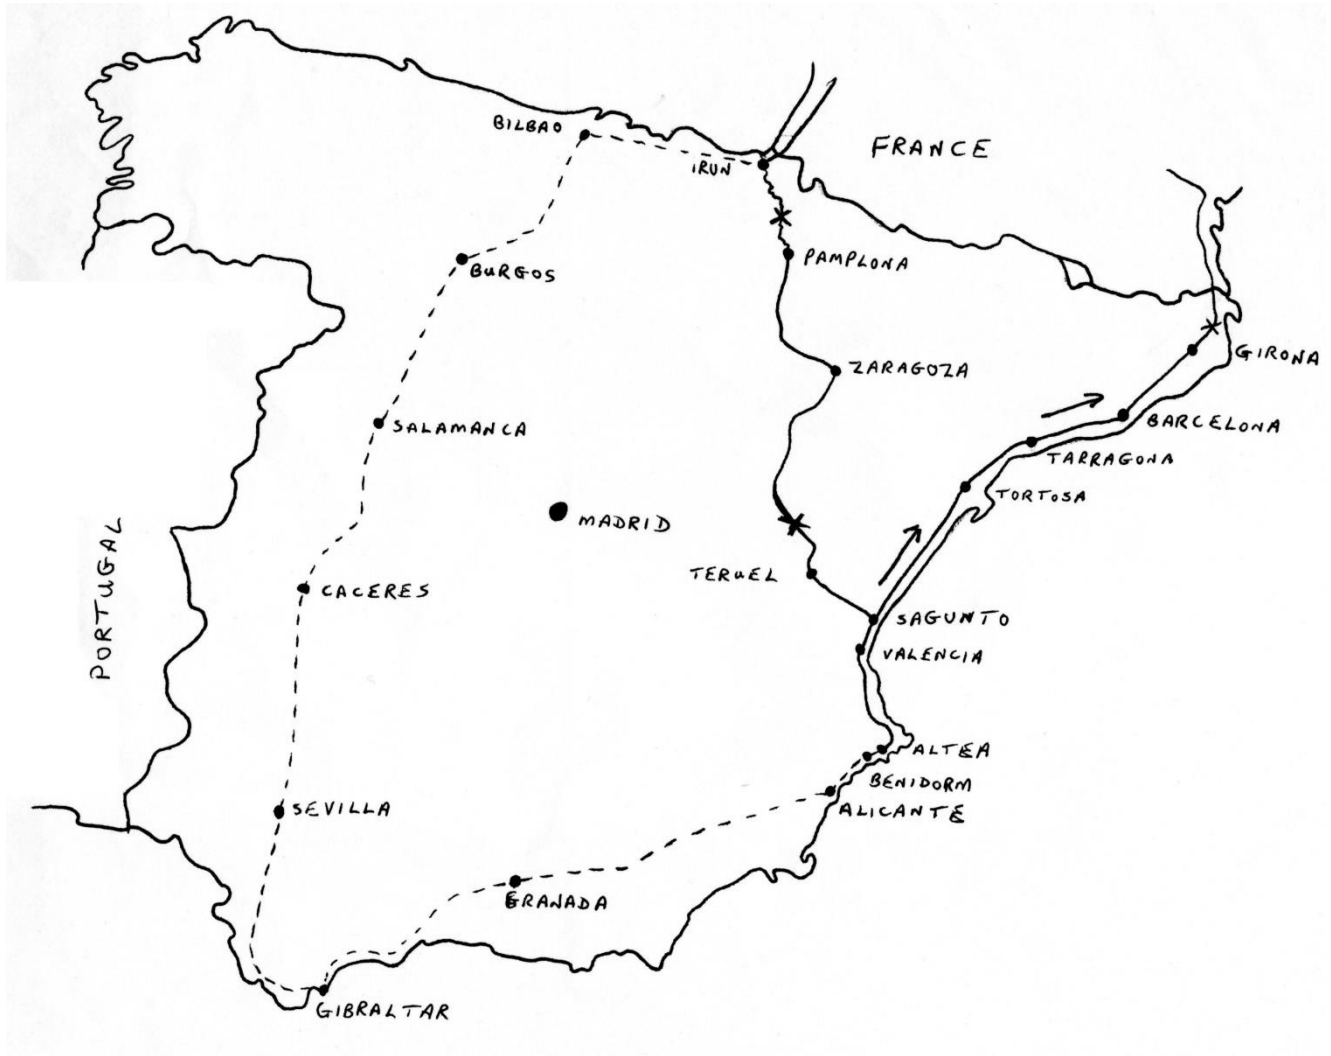 BILBAO
IRUN
FRANCE
BURGOS
PAMPLONA
GIRONA
ZARAGOZA
BARCELONA
SALAMANCA
TARRAGONA
TORTOSA
MADRID
PORTUGAL
TERUEL
CACERES
SAGUNTO
VALENCIA
ALTEA
BENIDORM
SEVILLA
ALICANTE
GRANADA
GIBRALTAR